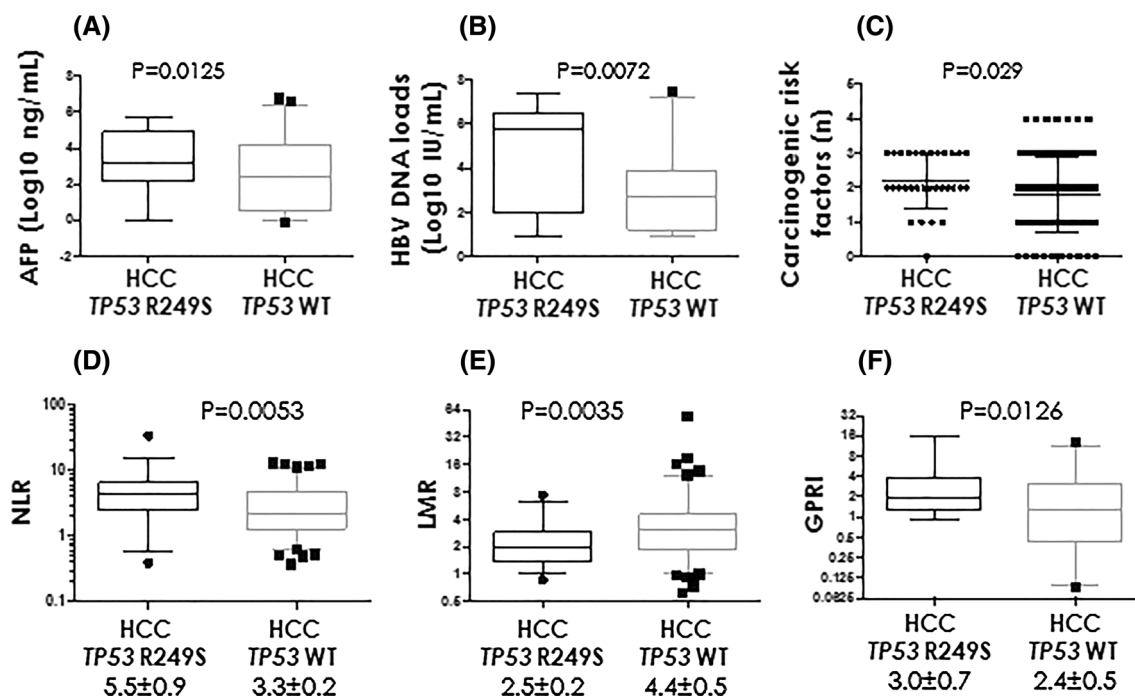 (A)
P=0.0125
AFP (Log10 ng/mL)
8
6
4
2
0
-2
HCC
TP53 R249S
HCC
TP53 WT
(B)
P=0.0072
HBV DNA loads
(Log10 IU/mL)
8
6
4
2
0
HCC
TP53 R249S
HCC
TP53 WT
(C)
P=0.029
Carcinogenic risk
factors (n)
5
4
3
2
1
0
HCC
TP53 R249S
HCC
TP53 WT
(D)
P=0.0053
NLR
100
10
1
0.1
HCC
TP53 R249S
5.5±0.9
HCC
TP53 WT
3.3±0.2
(E)
P=0.0035
LMR
64
32
16
8
4
2
1
0.5
HCC
TP53 R249S
2.5±0.2
HCC
TP53 WT
4.4±0.5
(F)
P=0.0126
GPRI
32
16
8
4
2
1
0.5
0.25
0.125
0.0625
HCC
TP53 R249S
3.0±0.7
HCC
TP53 WT
2.4±0.5